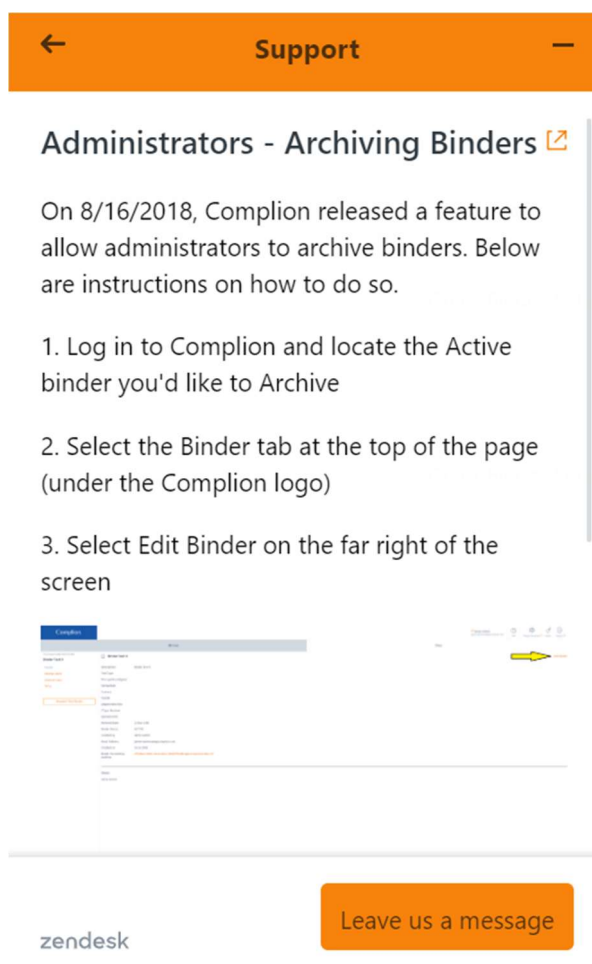 Support
Administrators - Archiving Binders
On 8/16/2018, Complion released a feature to
allow administrators to archive binders. Below
are instructions on how to do so.
1. Log in to Complion and locate the Active
binder you'd like to Archive
2. Select the Binder tab at the top of the page
(under the Complion logo)
3. Select Edit Binder on the far right of the
screen
Complion
zendesk
Leave us a message